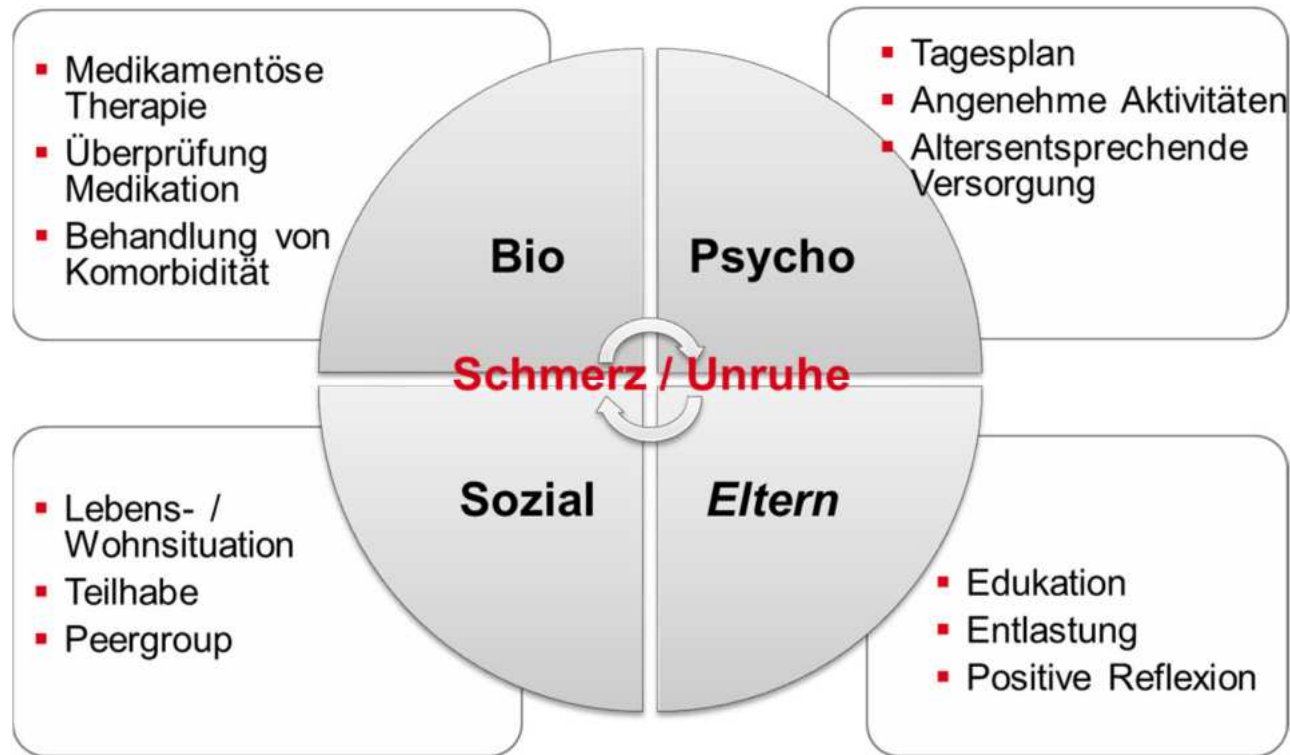 ▪ Medikamentöse
Therapie
▪ Überprüfung
Medikation
▪ Behandlung von
Komorbidität
▪ Tagesplan
▪ Angenehme Aktivitäten
▪ Altersentsprechende
Versorgung
Bio
Psycho
Schmerz / Unruhe
Sozial
Eltern
▪ Lebens- /
Wohnsituation
▪ Teilhabe
▪ Peergroup
▪ Edukation
▪ Entlastung
▪ Positive Reflexion